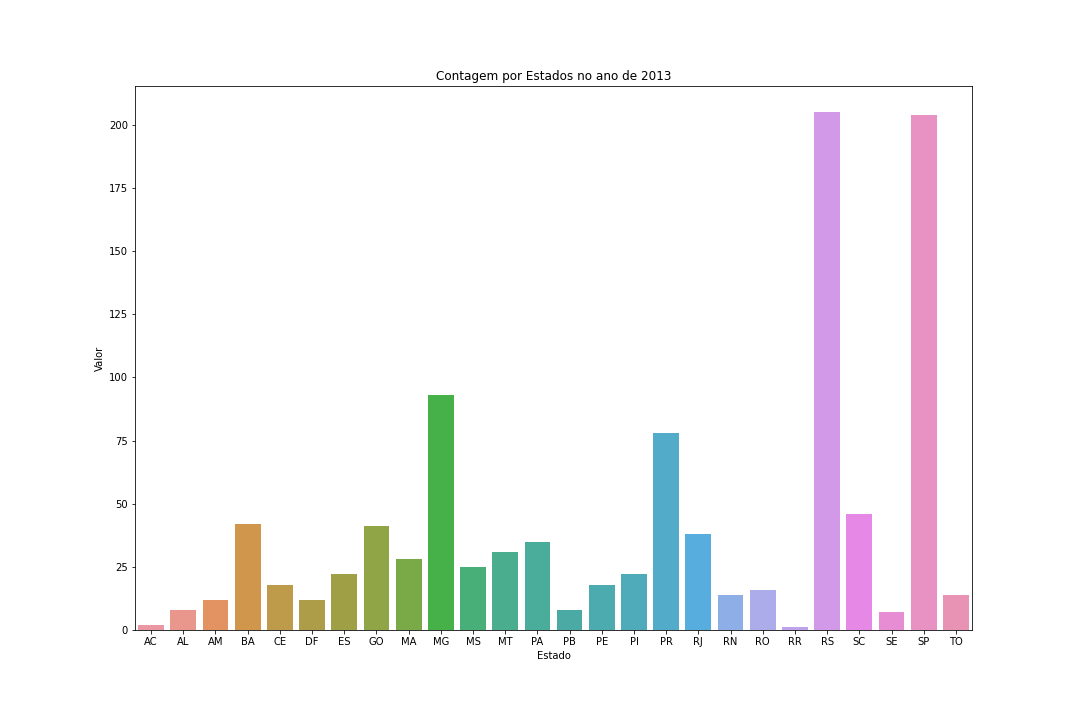 Contagem por Estados no ano de 2013
Valor
200
175
150
125
100
75
50
25
0
AC AL AM BA CE DF ES GO MA MG MS MT PA PB PE PI PR RJ RN RO RR RS SC SE SP TO
Estado